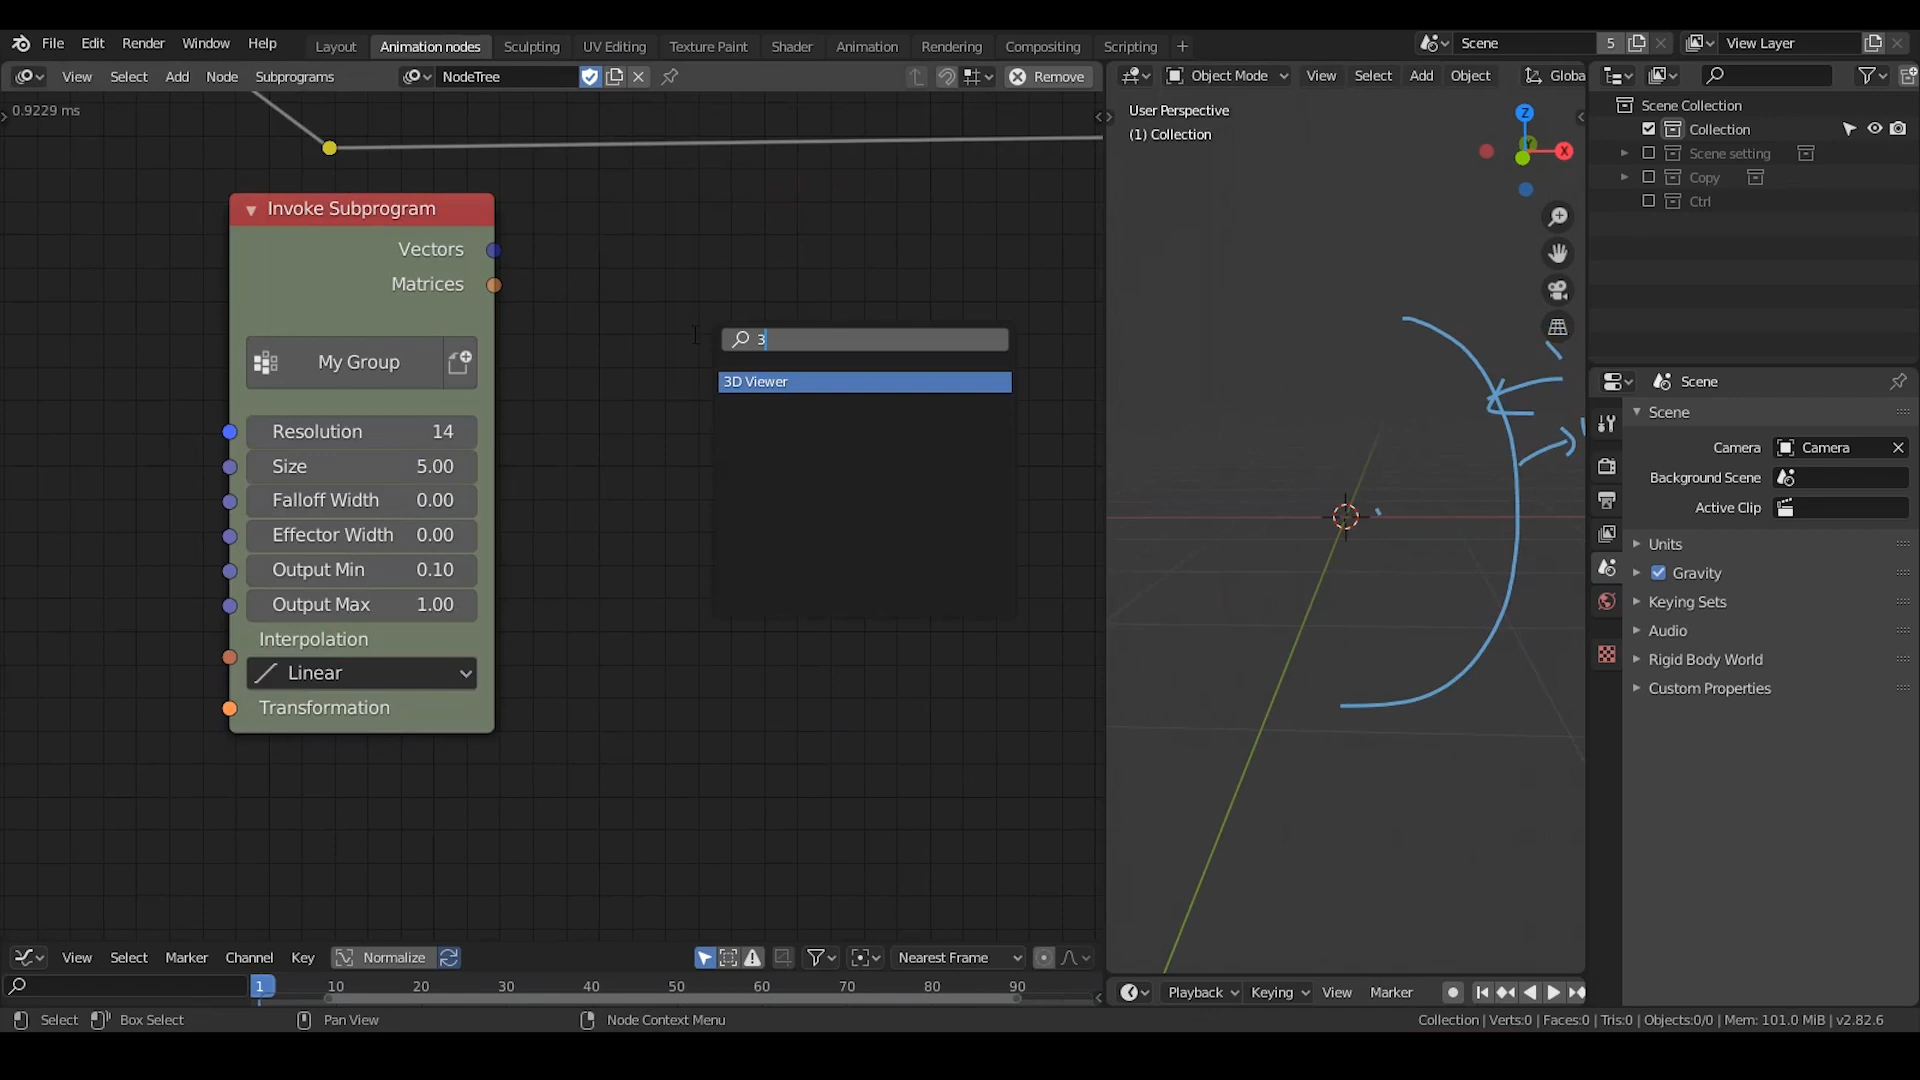 File Edit Render Window Help Layout Animation nodes Sculpting UV Editing Texture Paint Shader Animation Rendering Compositing Scripting Scene 5 View Layer
View Select Add Node Subprograms NodeTree Remove Object Mode View Select Add Object Globa
0.9229 ms
User Perspective
(1) Collection
Scene Collection
Collection
Scene setting
Copy
Ctrl
Z
Y
X
Invoke Subprogram
Vectors
Matrices
My Group
Resolution 14
Size 5.00
Falloff Width 0.00
Effector Width 0.00
Output Min 0.10
Output Max 1.00
Interpolation
Linear
Transformation
3
3D Viewer
Scene
Scene
Camera Camera
Background Scene
Active Clip
Units
Gravity
Keying Sets
Audio
Rigid Body World
Custom Properties
View Select Marker Channel Key Normalize Nearest Frame
1 10 20 30 40 50 60 70 80 90
Playback Keying View Marker
Select Box Select Pan View Node Context Menu
Collection | Verts:0 | Faces:0 | Tris:0 | Objects:0/0 | Mem: 101.0 MiB | v2.82.6